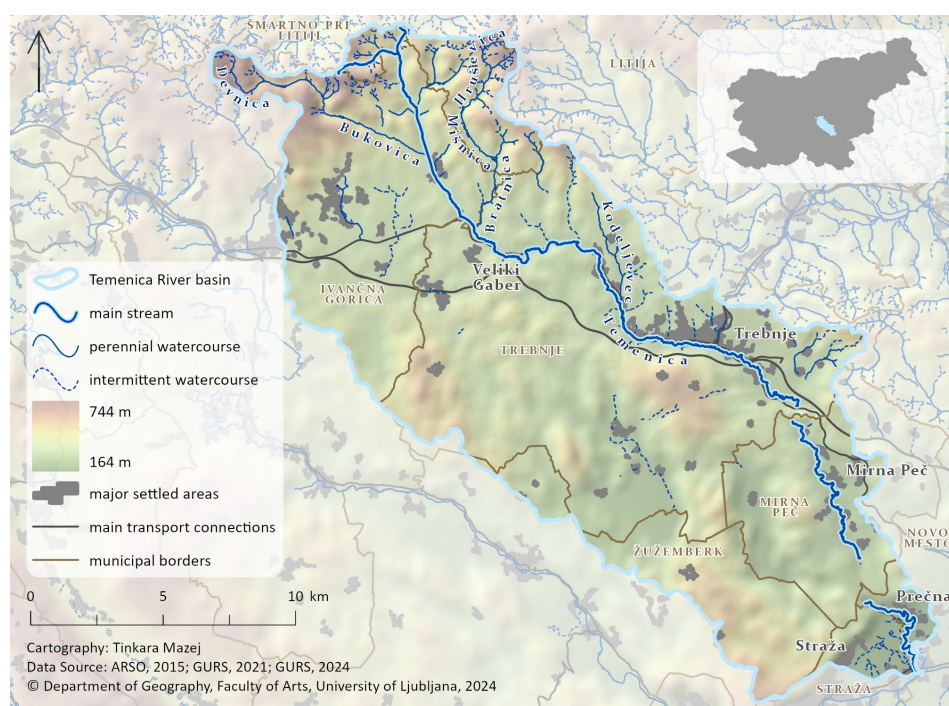 ŠMARTNO PRI
LITIJI
LITIJA
Devnica
Bukovica
Hruševica
Mišnica
Bratnica
Kodeljevec
Veliki
Gaber
IVANČNA
GORICA
TREBNJE
Temenica
Trebnje
Mirna Peč
MIRNA
PEČ
NOVO
MESTO
ŽUŽEMBERK
Prečna
Straža
STRAŽA
Temenica River basin
main stream
perennial watercourse
intermittent watercourse
744 m
164 m
major settled areas
main transport connections
municipal borders
0 5 10 km
Cartography: Tinkara Mazej
Data Source: ARSO, 2015; GURS, 2021; GURS, 2024
© Department of Geography, Faculty of Arts, University of Ljubljana, 2024